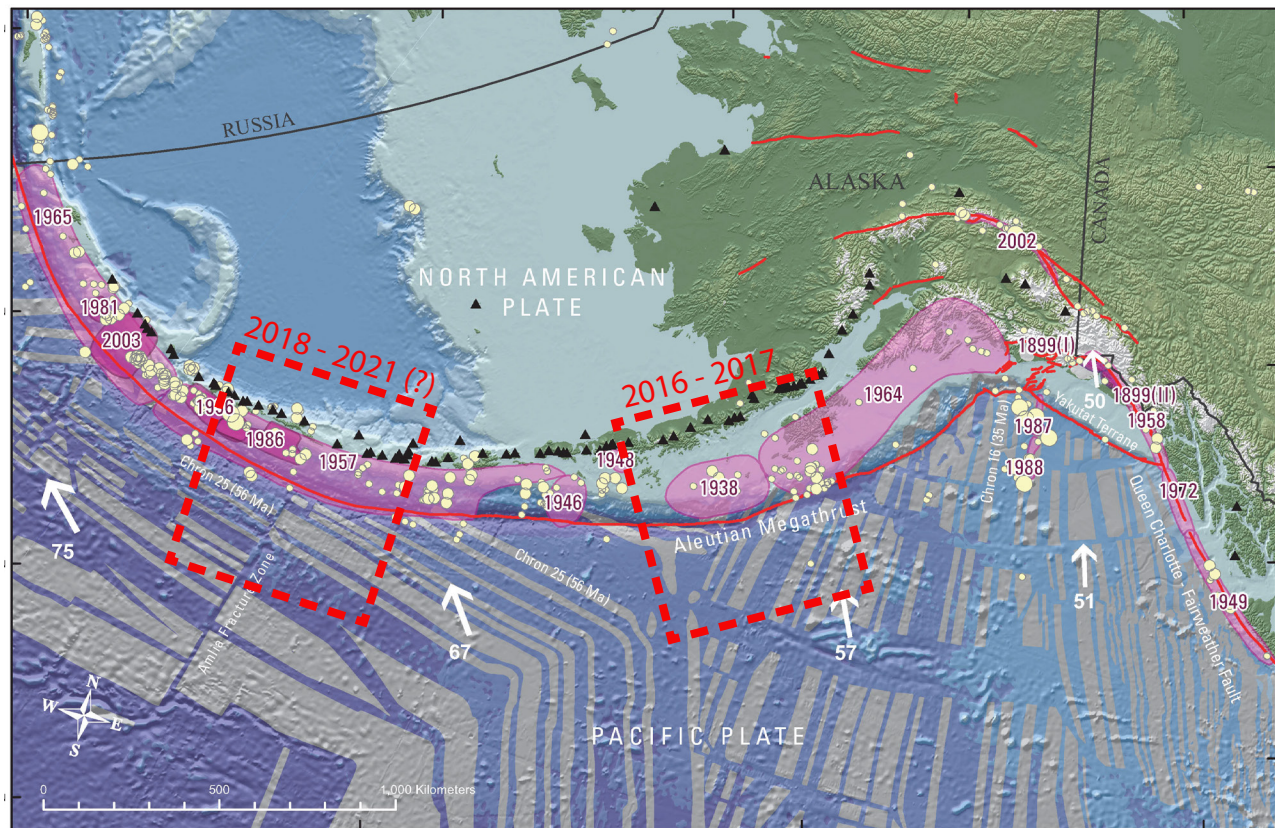 RUSSIA
ALASKA
CANADA
1965
2002
NORTH AMERICAN
PLATE
1981
2003
2018 - 2021 (?)
2016 - 2017
1899(I)
50
1899(II)
1964
1958
Yakutat Terrane
1996
1986
1957
1948
1987
Chron 16 (35 Ma)
1988
1938
1946
1972
Chron 25 (56 Ma)
Aleutian Megathrust
Queen Charlotte - Fairweather Fault
75
Chron 25 (56 Ma)
Amlia Fracture Zone
67
57
51
1949
N
W
E
S
PACIFIC PLATE
0
500
1,000 Kilometers